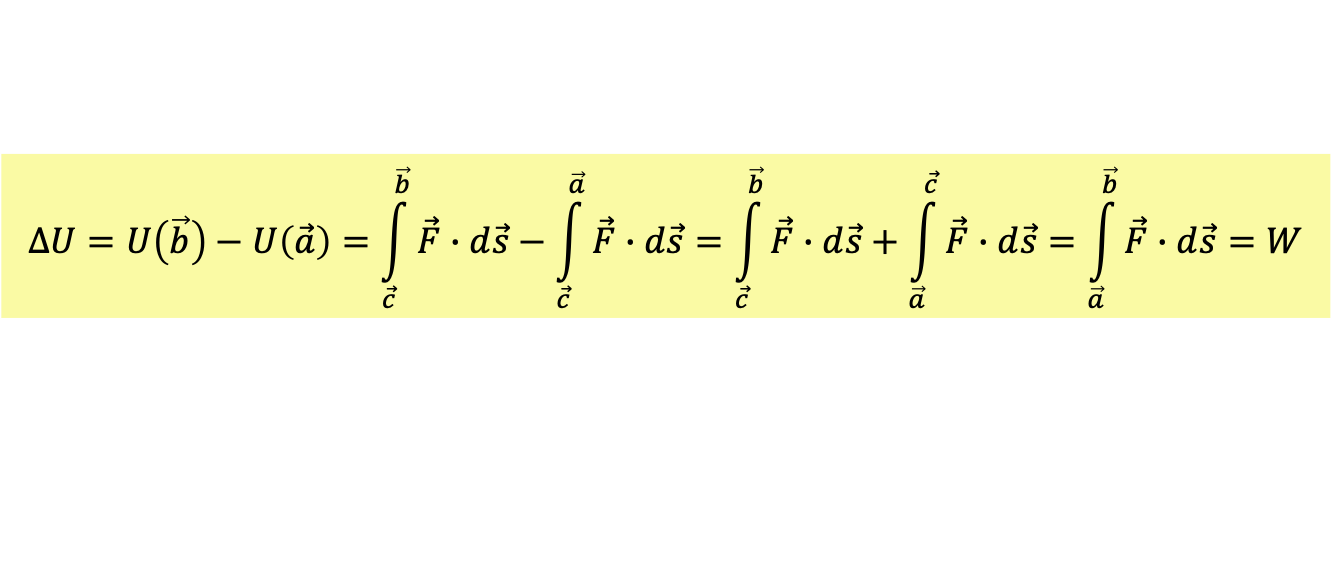 ΔU = U(b⃗) − U(a⃗) = ∫_c⃗^b⃗ F⃗ · ds⃗ − ∫_c⃗^a⃗ F⃗ · ds⃗ = ∫_c⃗^b⃗ F⃗ · ds⃗ + ∫_a⃗^c⃗ F⃗ · ds⃗ = ∫_a⃗^b⃗ F⃗ · ds⃗ = W